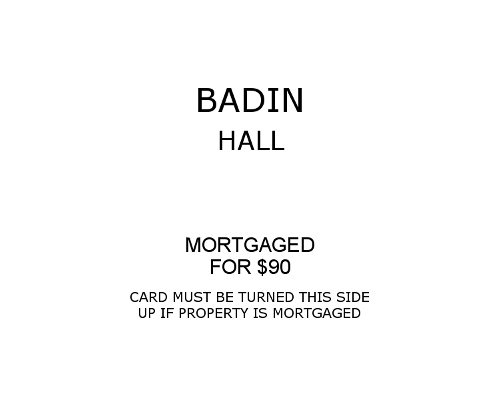 BADIN
HALL
MORTGAGED
FOR $90
CARD MUST BE TURNED THIS SIDE
UP IF PROPERTY IS MORTGAGED